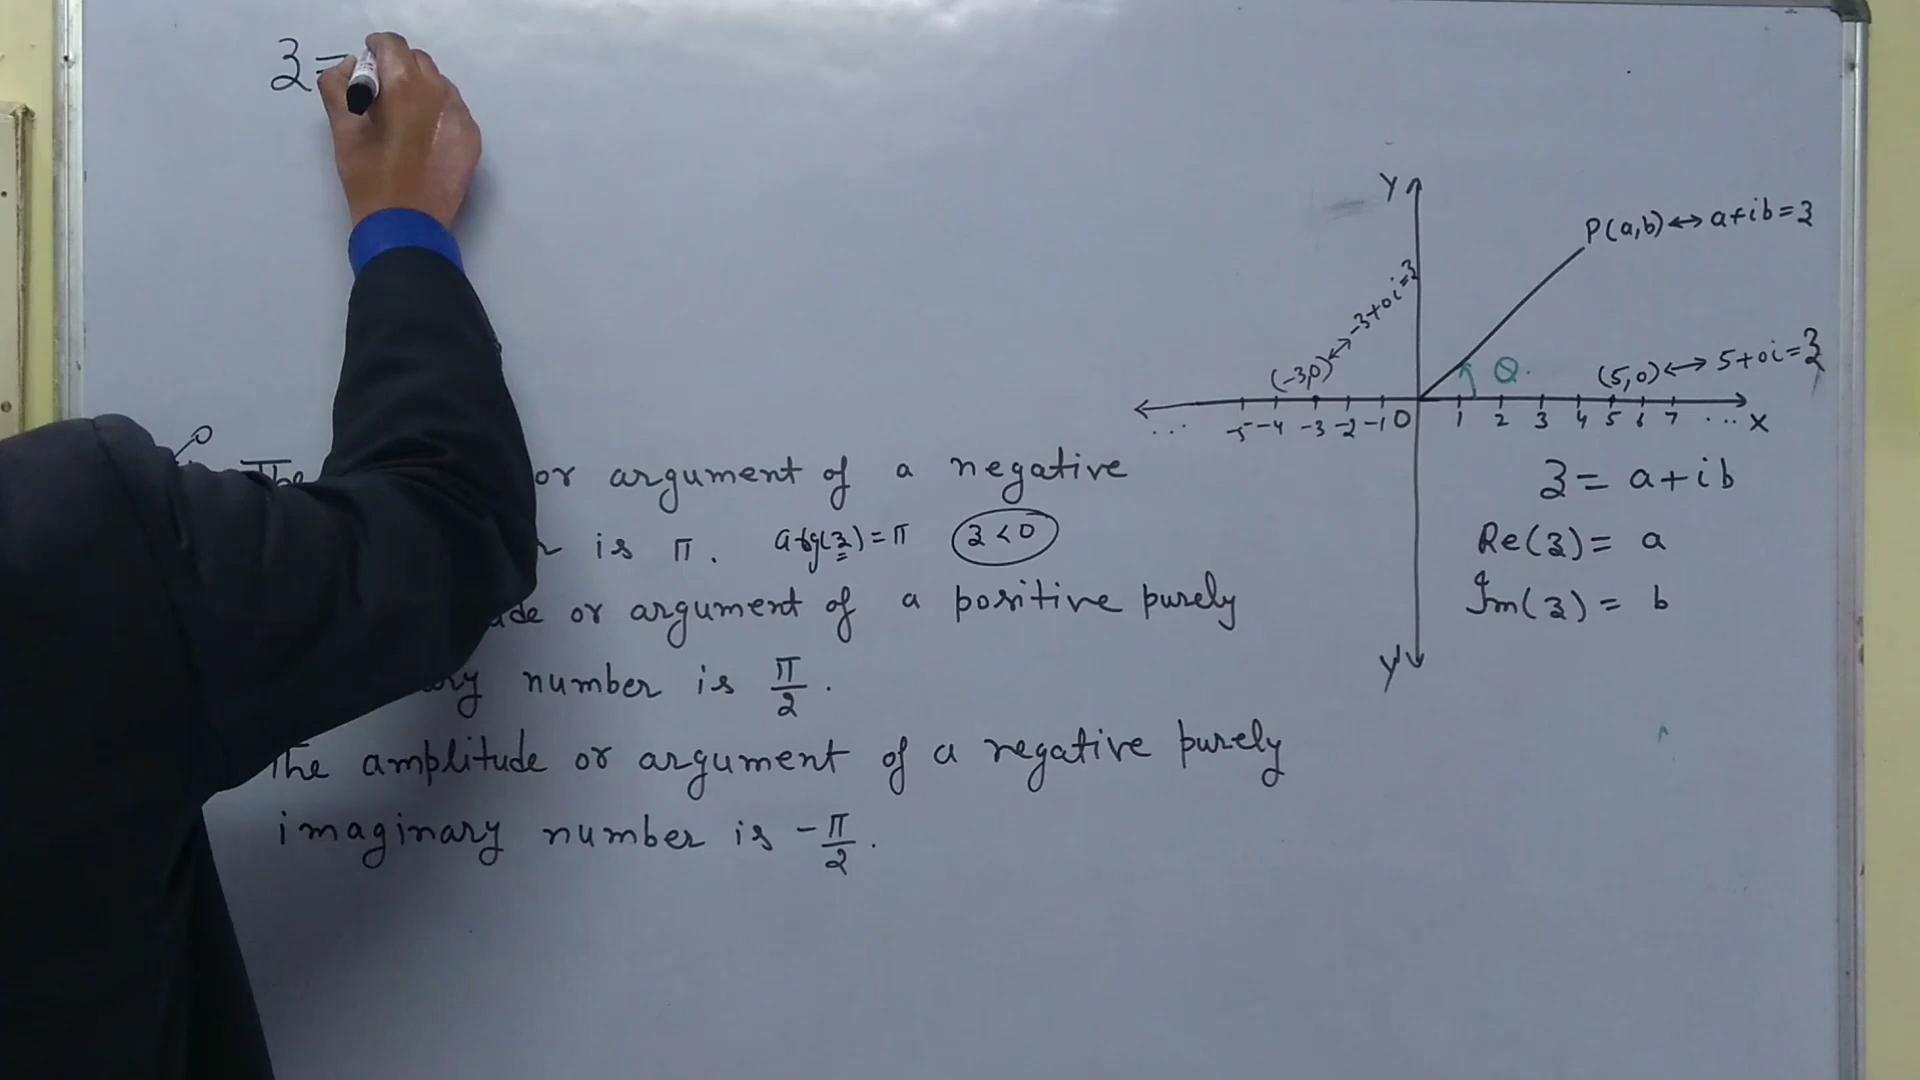 z =
The or argument of a negative
is π. arg(z) = π z < 0
or argument of a positive purely
number is π/2.
The amplitude or argument of a negative purely
imaginary number is -π/2.
Y
P(a,b) ↔ a+ib=z
(-3,0) ↔ -3+0i=z
θ
(5,0) ↔ 5+0i=z
... -5 -4 -3 -2 -1 0 1 2 3 4 5 6 7 ... X
z = a+ib
Re(z) = a
Im(z) = b
Y'